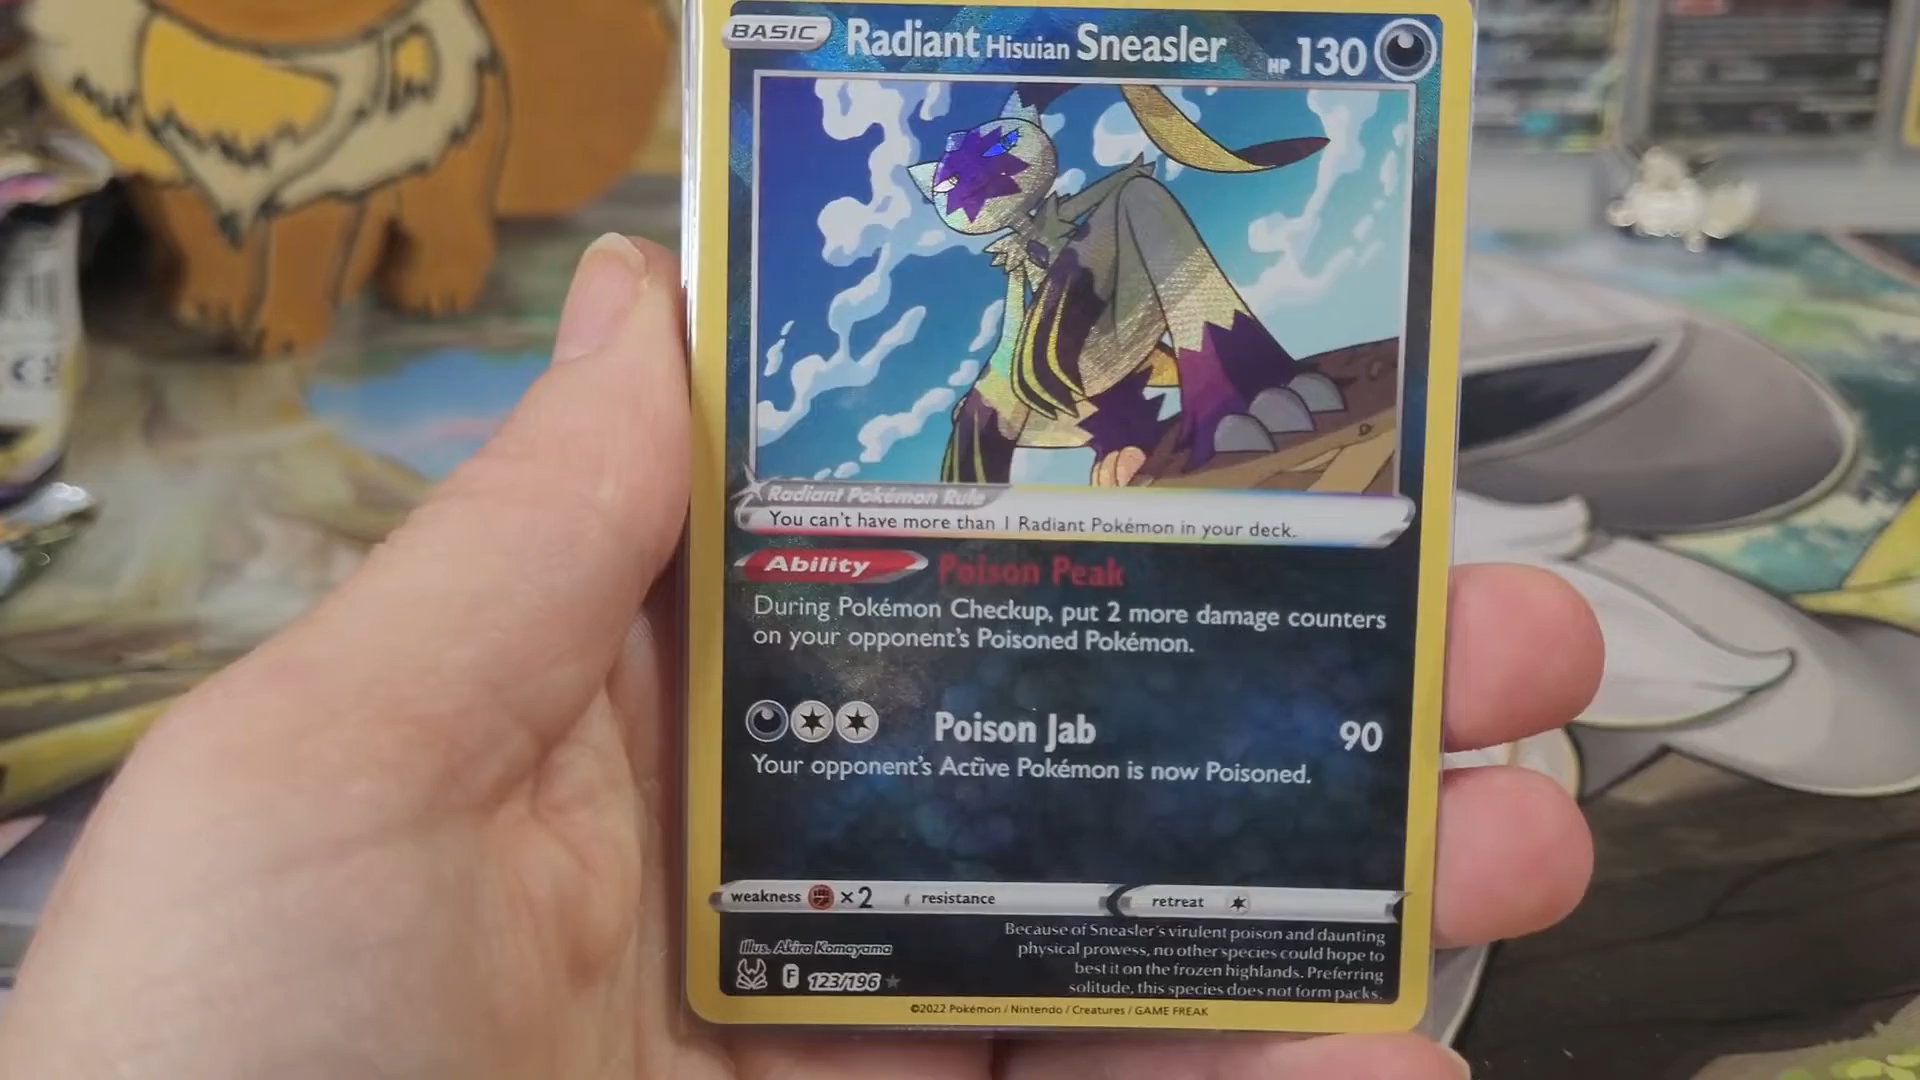 BASIC Radiant Hisuian Sneasler HP 130
Radiant Pokémon Rule
You can't have more than 1 Radiant Pokémon in your deck.
Ability Poison Peak
During Pokémon Checkup, put 2 more damage counters
on your opponent's Poisoned Pokémon.
Poison Jab 90
Your opponent's Active Pokémon is now Poisoned.
weakness ×2 resistance retreat
Because of Sneasler's virulent poison and daunting
physical prowess, no other species could hope to
best it on the frozen highlands. Preferring
solitude, this species does not form packs.
Illus. Akira Komayama
F 123/196
©2022 Pokémon / Nintendo / Creatures / GAME FREAK